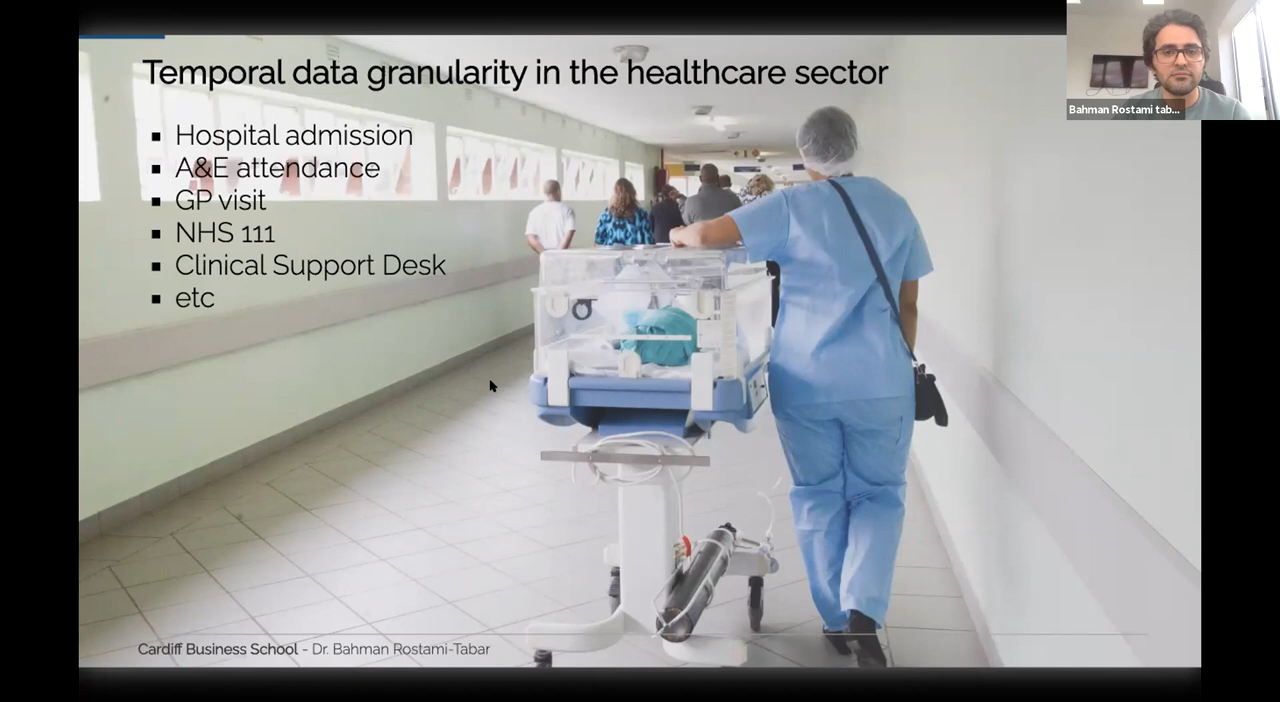 Temporal data granularity in the healthcare sector
▪ Hospital admission
▪ A&E attendance
▪ GP visit
▪ NHS 111
▪ Clinical Support Desk
▪ etc
Cardiff Business School - Dr. Bahman Rostami-Tabar
Bahman Rostami tab...